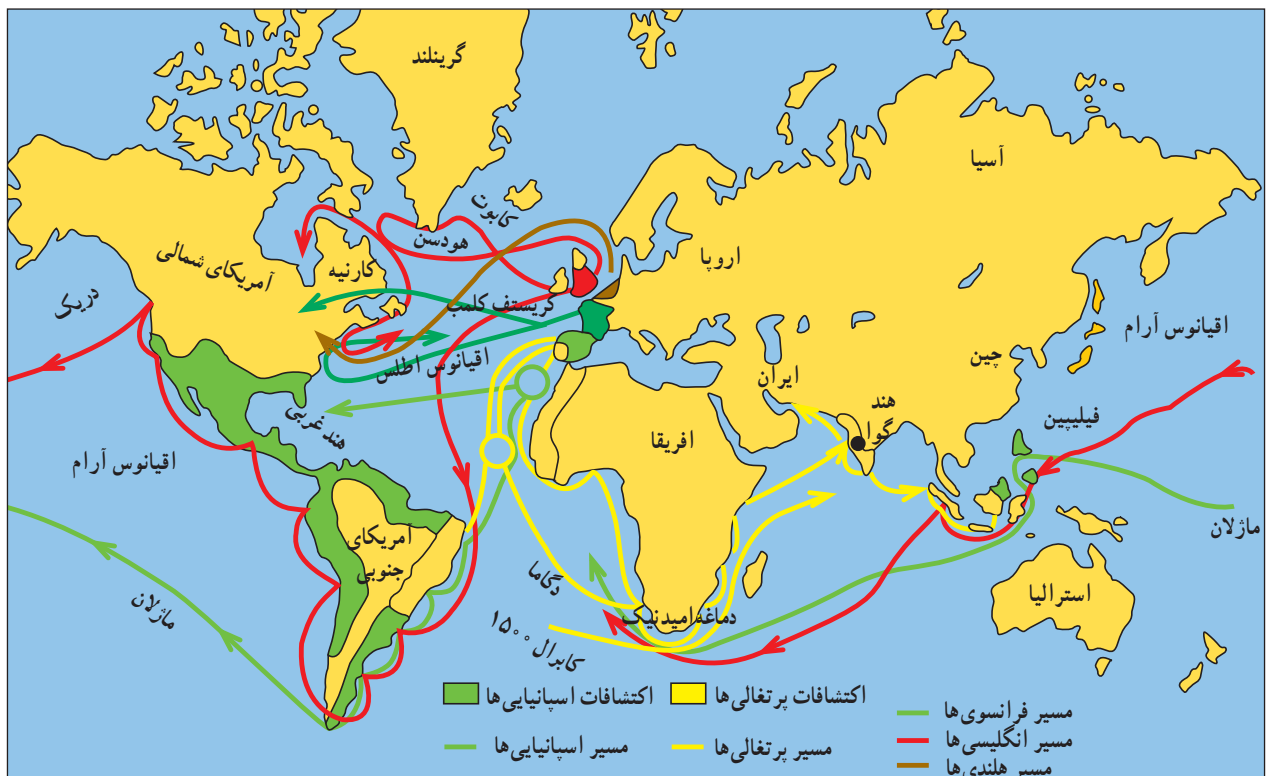 گرینلند
آسیا
کابوت
هودسن
اروپا
کارتیه
آمریکای شمالی
دریک
کریستف کلمب
اقیانوس آرام
اقیانوس اطلس
چین
ایران
هند
گوا
فیلیپین
هند غربی
افریقا
اقیانوس آرام
ماژلان
آمریکای
جنوبی
دگاما
استرالیا
ماژلان
دماغه امیدنیک
کابرال ۱۵۰۰
اکتشافات اسپانیایی‌ها
اکتشافات پرتغالی‌ها
مسیر اسپانیایی‌ها
مسیر پرتغالی‌ها
مسیر فرانسوی‌ها
مسیر انگلیسی‌ها
مسیر هلندی‌ها